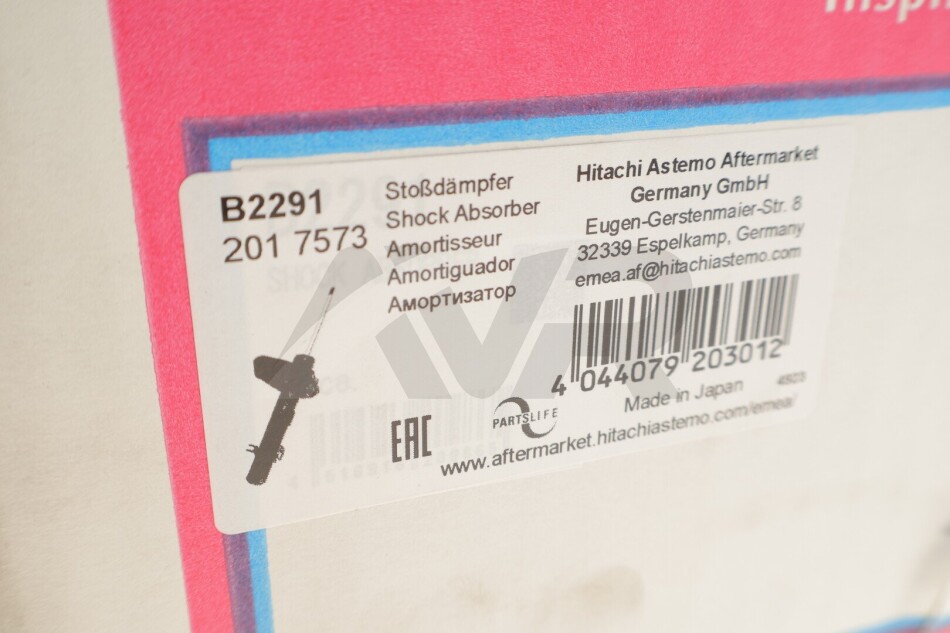 B2291
201 7573
Stoßdämpfer
Shock Absorber
Amortisseur
Amortiguador
Амортизатор
Hitachi Astemo Aftermarket
Germany GmbH
Eugen-Gerstenmaier-Str. 8
32339 Espelkamp, Germany
emea.af@hitachiastemo.com
4 044079 203012
Made in Japan
EAC
PARTSLIFE
www.aftermarket.hitachiastemo.com/emea/